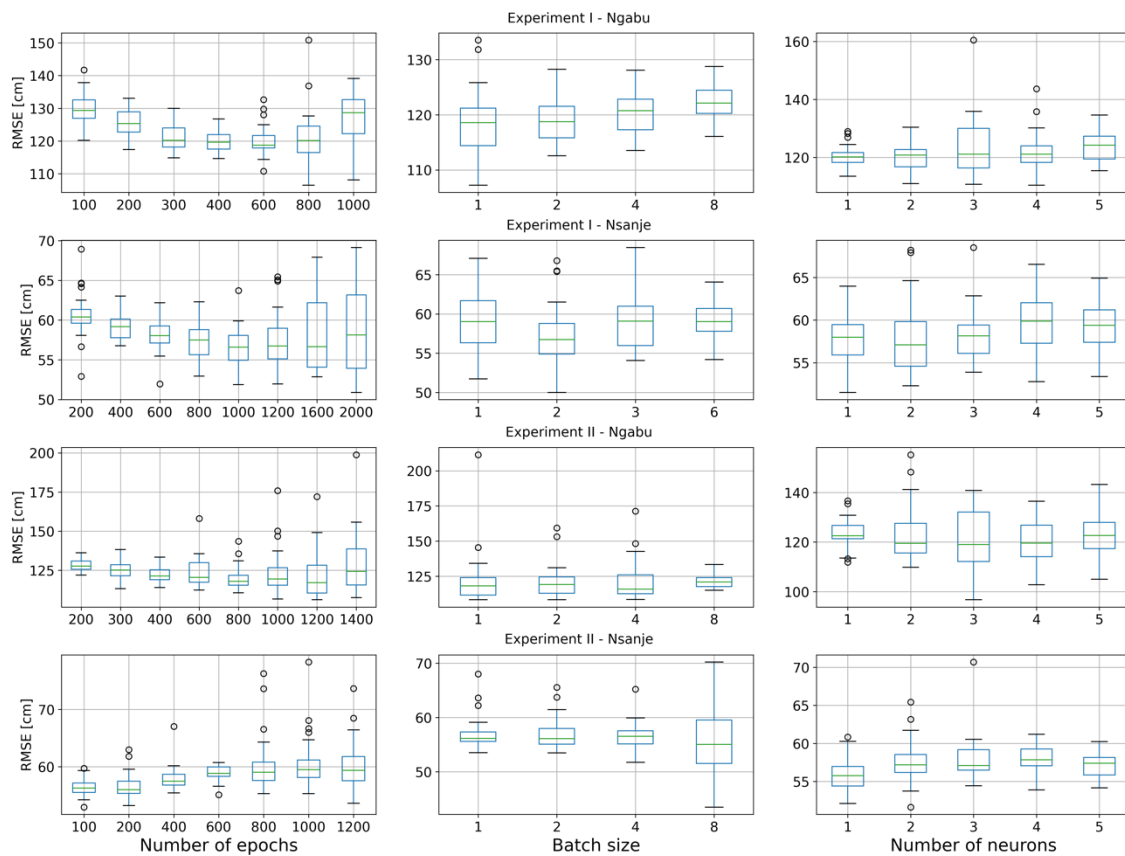 Experiment I - Ngabu
RMSE [cm]
150
140
130
120
110
100 200 300 400 600 800 1000
130
120
110
1 2 4 8
160
140
120
1 2 3 4 5
Experiment I - Nsanje
RMSE [cm]
70
65
60
55
50
200 400 600 800 1000 1200 1600 2000
65
60
55
50
1 2 3 6
65
60
55
1 2 3 4 5
Experiment II - Ngabu
RMSE [cm]
200
175
150
125
200 300 400 600 800 1000 1200 1400
200
175
150
125
1 2 4 8
140
120
100
1 2 3 4 5
Experiment II - Nsanje
RMSE [cm]
70
60
100 200 400 600 800 1000 1200
70
60
50
1 2 4 8
70
65
60
55
1 2 3 4 5
Number of epochs
Batch size
Number of neurons